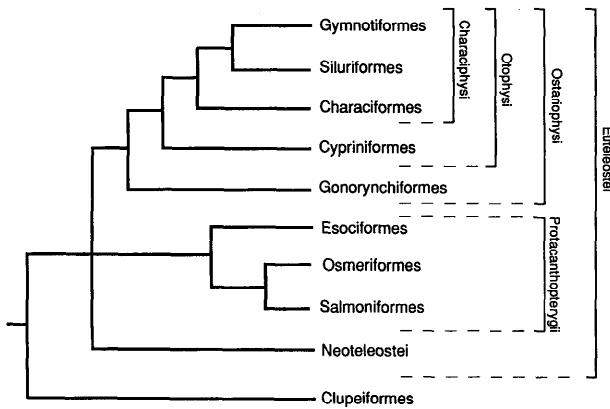 Gymnotiformes
Siluriformes
Characiformes
Cypriniformes
Gonorynchiformes
Esociformes
Osmeriformes
Salmoniformes
Neoteleostei
Clupeiformes
Characiphysi
Otophysi
Ostariophysi
Protacanthopterygii
Euteleostei